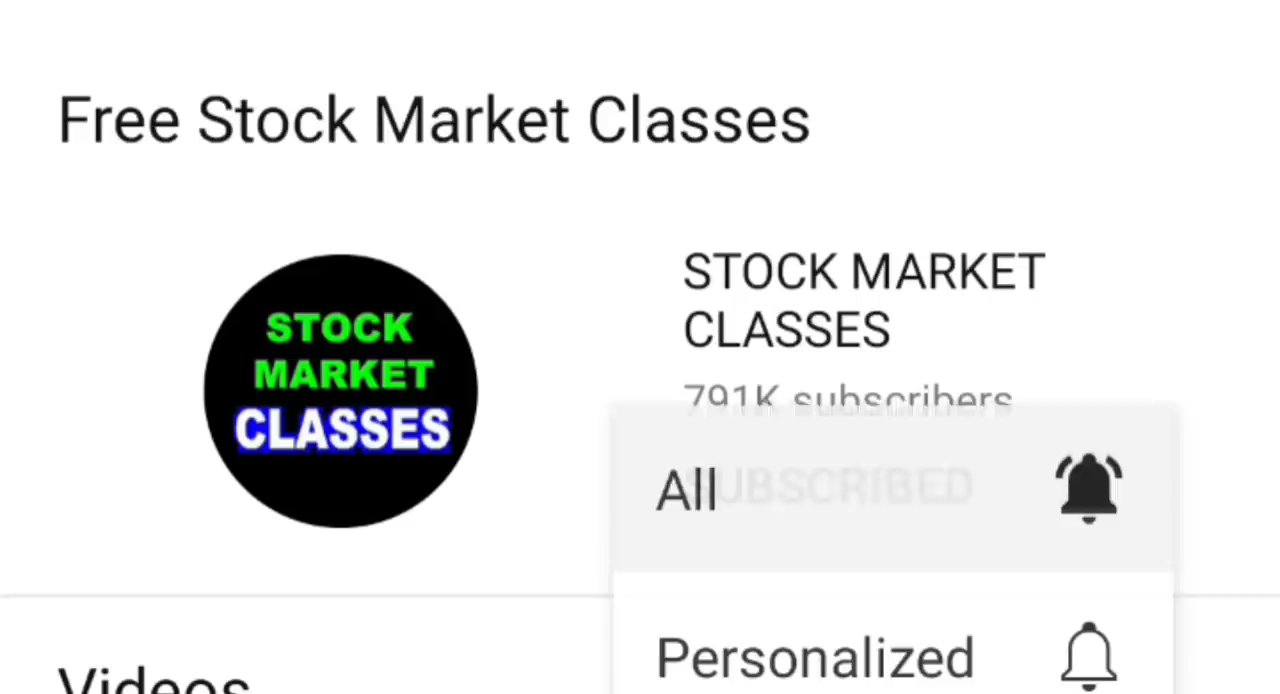 Free Stock Market Classes
STOCK
MARKET
CLASSES
STOCK MARKET
CLASSES
791K subscribers
SUBSCRIBED
All
Personalized
Videos